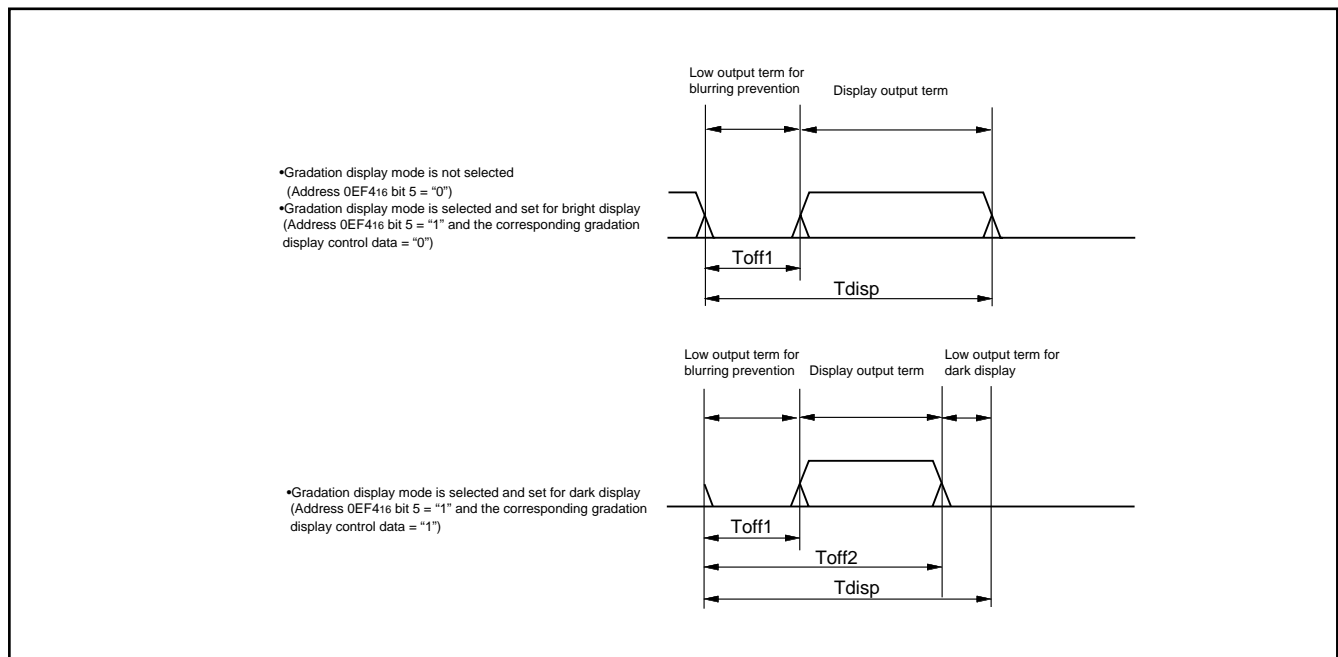 Low output term for
blurring prevention
Display output term
•Gradation display mode is not selected
(Address 0EF416 bit 5 = “0”)
•Gradation display mode is selected and set for bright display
(Address 0EF416 bit 5 = “1” and the corresponding gradation
display control data = “0”)
Toff1
Tdisp
Low output term for
blurring prevention
Display output term
Low output term for
dark display
•Gradation display mode is selected and set for dark display
(Address 0EF416 bit 5 = “1” and the corresponding gradation
display control data = “1”)
Toff1
Toff2
Tdisp